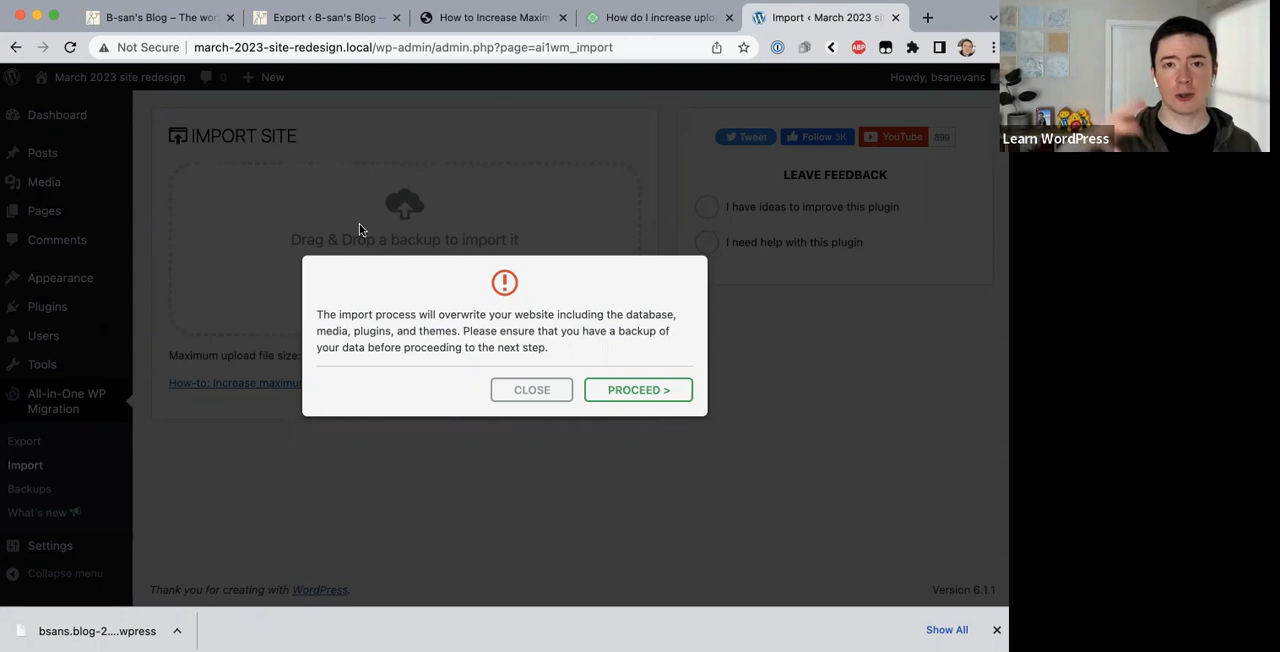 B-san's Blog – The wor
Export ‹ B-san's Blog —
How to Increase Maxim
How do I increase uplo
Import ‹ March 2023 si
Not Secure
march-2023-site-redesign.local/wp-admin/admin.php?page=ai1wm_import
ABP
March 2023 site redesign
0
New
Howdy, bsanevans
Dashboard
Posts
Media
Pages
Comments
Appearance
Plugins
Users
Tools
All-in-One WP
Migration
Export
Import
Backups
What's new
Settings
Collapse menu
IMPORT SITE
Drag & Drop a backup to import it
Maximum upload file size:
How-to: Increase maximu
Tweet
Follow 3K
YouTube
899
LEAVE FEEDBACK
I have ideas to improve this plugin
I need help with this plugin
The import process will overwrite your website including the database,
media, plugins, and themes. Please ensure that you have a backup of
your data before proceeding to the next step.
CLOSE
PROCEED >
Thank you for creating with WordPress.
Version 6.1.1
bsans.blog-2....wpress
Show All
Learn WordPress